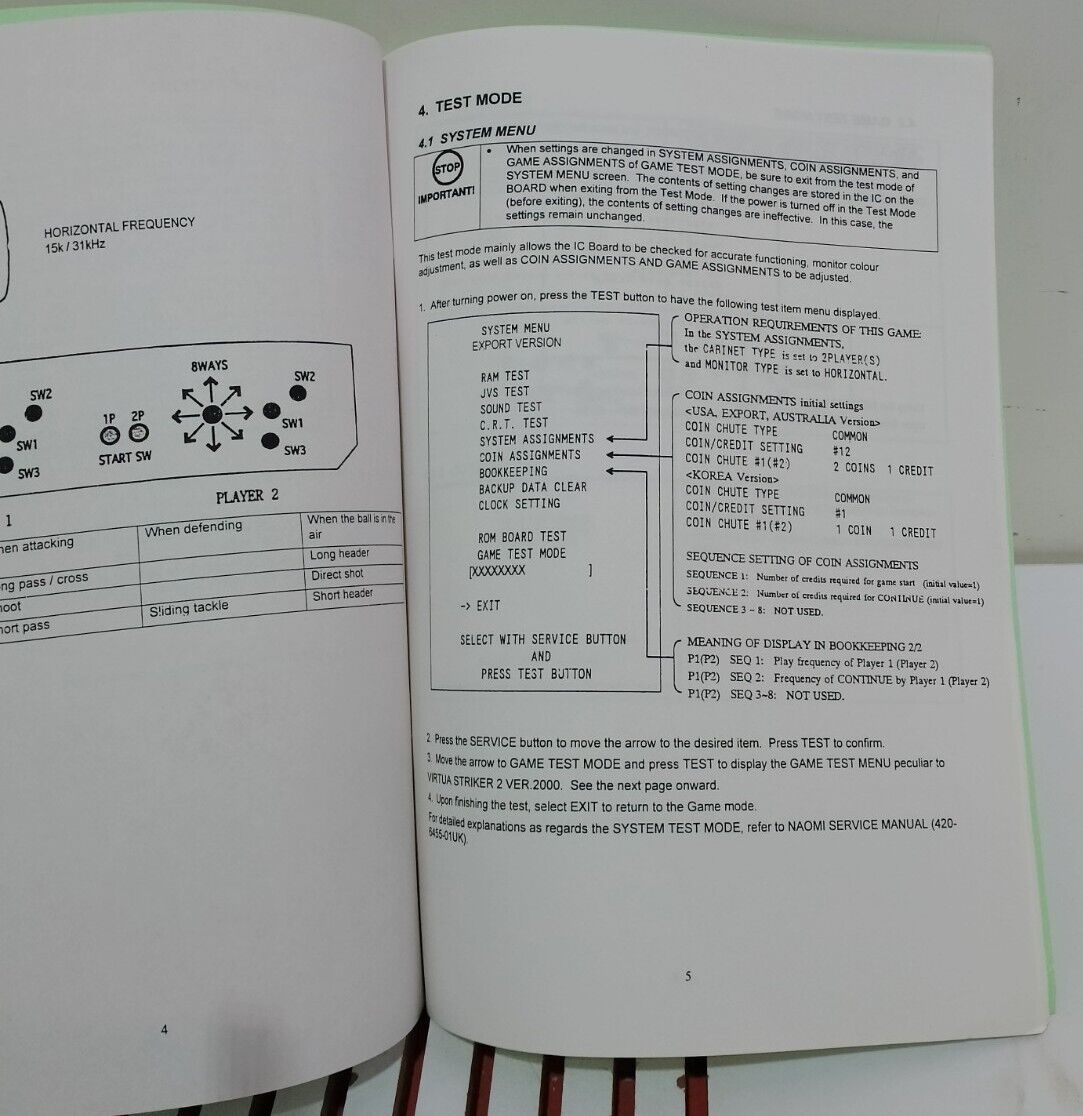 HORIZONTAL FREQUENCY
15k / 31kHz
8WAYS
SW2
SW2
1P 2P
SW1
SW1
START SW
SW3
SW3
1
PLAYER 2
When defending
When the ball is in the
air
attacking
Long header
pass / cross
Direct shot
Sliding tackle
Short header
pass
4
4. TEST MODE
4.1 SYSTEM MENU
STOP
IMPORTANT!
• When settings are changed in SYSTEM ASSIGNMENTS, COIN ASSIGNMENTS, and
GAME ASSIGNMENTS of GAME TEST MODE, be sure to exit from the test mode of
SYSTEM MENU screen. The contents of setting changes are stored in the IC on the
BOARD when exiting from the Test Mode. If the power is turned off in the Test Mode
(before exiting), the contents of setting changes are ineffective. In this case, the
settings remain unchanged.
This test mode mainly allows the IC Board to be checked for accurate functioning, monitor colour
adjustment, as well as COIN ASSIGNMENTS AND GAME ASSIGNMENTS to be adjusted.
1. After turning power on, press the TEST button to have the following test item menu displayed.
SYSTEM MENU
EXPORT VERSION
RAM TEST
JVS TEST
SOUND TEST
C.R.T. TEST
SYSTEM ASSIGNMENTS
COIN ASSIGNMENTS
BOOKKEEPING
BACKUP DATA CLEAR
CLOCK SETTING
ROM BOARD TEST
GAME TEST MODE
[XXXXXXXX ]
-> EXIT
SELECT WITH SERVICE BUTTON
AND
PRESS TEST BUTTON
OPERATION REQUIREMENTS OF THIS GAME:
In the SYSTEM ASSIGNMENTS,
the CABINET TYPE is set to 2PLAYER(S)
and MONITOR TYPE is set to HORIZONTAL.
COIN ASSIGNMENTS initial settings
<USA, EXPORT, AUSTRALIA Version>
COIN CHUTE TYPE COMMON
COIN/CREDIT SETTING #12
COIN CHUTE #1(#2) 2 COINS 1 CREDIT
<KOREA Version>
COIN CHUTE TYPE COMMON
COIN/CREDIT SETTING #1
COIN CHUTE #1(#2) 1 COIN 1 CREDIT
SEQUENCE SETTING OF COIN ASSIGNMENTS
SEQUENCE 1: Number of credits required for game start (initial value=1)
SEQUENCE 2: Number of credits required for CONTINUE (initial value=1)
SEQUENCE 3 - 8: NOT USED.
MEANING OF DISPLAY IN BOOKKEEPING 2/2
P1(P2) SEQ 1: Play frequency of Player 1 (Player 2)
P1(P2) SEQ 2: Frequency of CONTINUE by Player 1 (Player 2)
P1(P2) SEQ 3~8: NOT USED.
2. Press the SERVICE button to move the arrow to the desired item. Press TEST to confirm.
3. Move the arrow to GAME TEST MODE and press TEST to display the GAME TEST MENU peculiar to
VIRTUA STRIKER 2 VER.2000. See the next page onward.
4. Upon finishing the test, select EXIT to return to the Game mode.
For detailed explanations as regards the SYSTEM TEST MODE, refer to NAOMI SERVICE MANUAL (420-
6455-01UK).
5